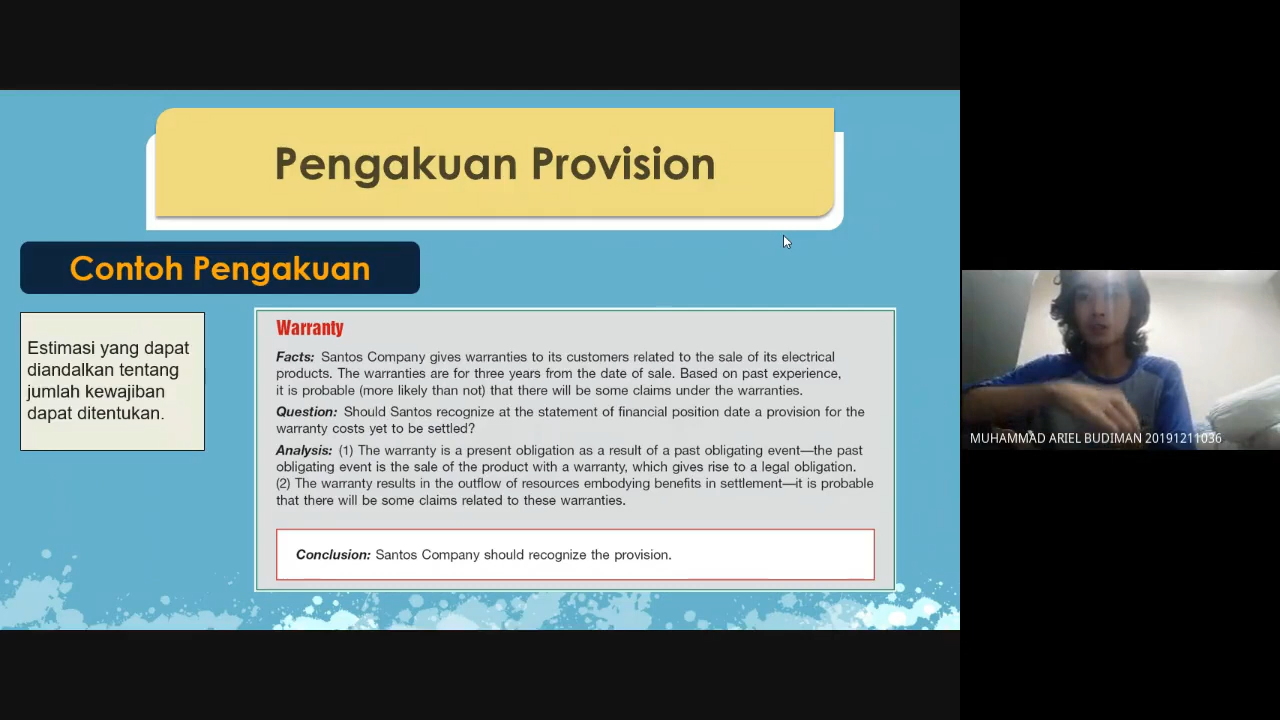 Pengakuan Provision
Contoh Pengakuan
Estimasi yang dapat
diandalkan tentang
jumlah kewajiban
dapat ditentukan.
Warranty
Facts: Santos Company gives warranties to its customers related to the sale of its electrical
products. The warranties are for three years from the date of sale. Based on past experience,
it is probable (more likely than not) that there will be some claims under the warranties.
Question: Should Santos recognize at the statement of financial position date a provision for the
warranty costs yet to be settled?
Analysis: (1) The warranty is a present obligation as a result of a past obligating event—the past
obligating event is the sale of the product with a warranty, which gives rise to a legal obligation.
(2) The warranty results in the outflow of resources embodying benefits in settlement—it is probable
that there will be some claims related to these warranties.
Conclusion: Santos Company should recognize the provision.
MUHAMMAD ARIEL BUDIMAN 20191211036